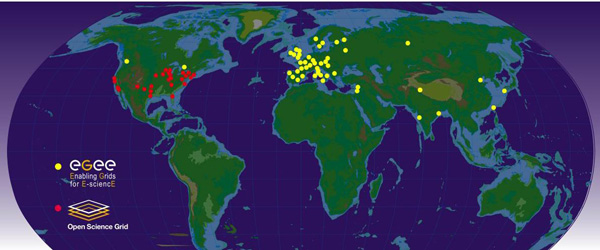 eGee
Enabling Grids
for E-sciencE
Open Science Grid